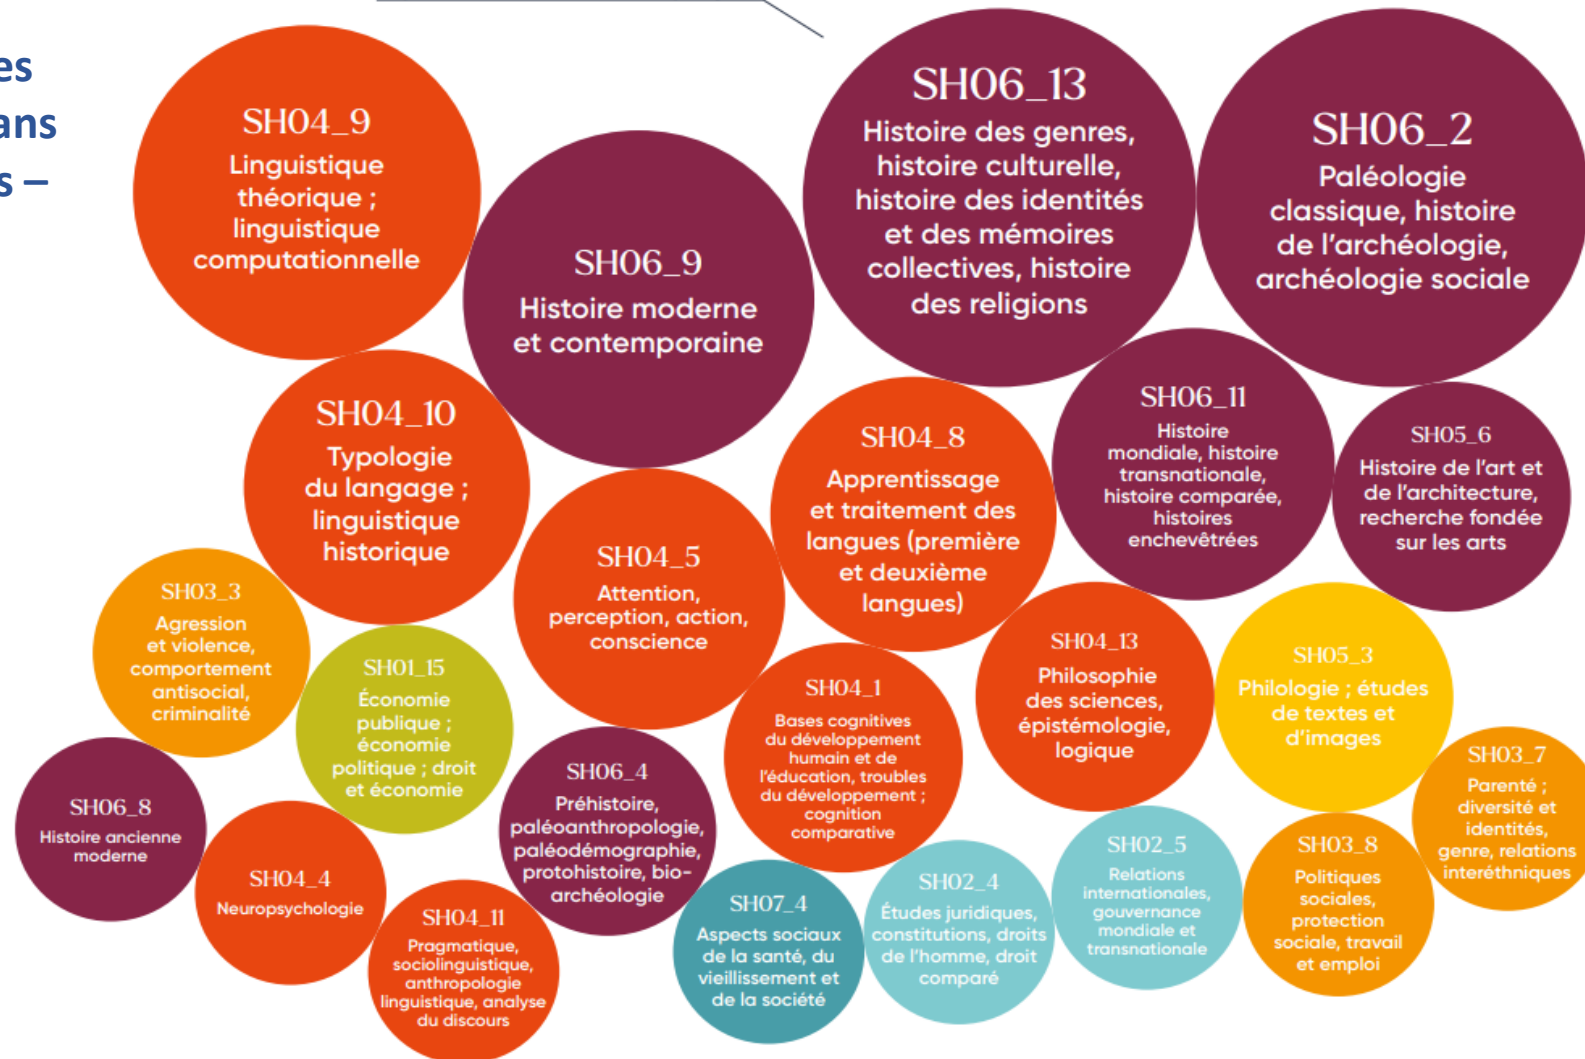 es
ans
s –
SH04_9
Linguistique
théorique ;
linguistique
computationnelle
SH06_9
Histoire moderne
et contemporaine
SH06_13
Histoire des genres,
histoire culturelle,
histoire des identités
et des mémoires
collectives, histoire
des religions
SH06_2
Paléologie
classique, histoire
de l'archéologie,
archéologie sociale
SH04_10
Typologie
du langage ;
linguistique
historique
SH04_5
Attention,
perception, action,
conscience
SH04_8
Apprentissage
et traitement des
langues (première
et deuxième
langues)
SH06_11
Histoire
mondiale, histoire
transnationale,
histoire comparée,
histoires
enchevêtrées
SH05_6
Histoire de l'art et
de l'architecture,
recherche fondée
sur les arts
SH03_3
Agression
et violence,
comportement
antisocial,
criminalité
SH01_15
Économie
publique ;
économie
politique ; droit
et économie
SH04_1
Bases cognitives
du développement
humain et de
l'éducation, troubles
du développement ;
cognition
comparative
SH04_13
Philosophie
des sciences,
épistémologie,
logique
SH05_3
Philologie ; études
de textes et
d'images
SH03_7
Parenté ;
diversité et
identités,
genre, relations
interéthniques
SH06_8
Histoire ancienne
moderne
SH04_4
Neuropsychologie
SH06_4
Préhistoire,
paléoanthropologie,
paléodémographie,
protohistoire, bio-
archéologie
SH04_11
Pragmatique,
sociolinguistique,
anthropologie
linguistique, analyse
du discours
SH07_4
Aspects sociaux
de la santé, du
vieillissement et
de la société
SH02_4
Études juridiques,
constitutions, droits
de l'homme, droit
comparé
SH02_5
Relations
internationales,
gouvernance
mondiale et
transnationale
SH03_8
Politiques
sociales,
protection
sociale, travail
et emploi